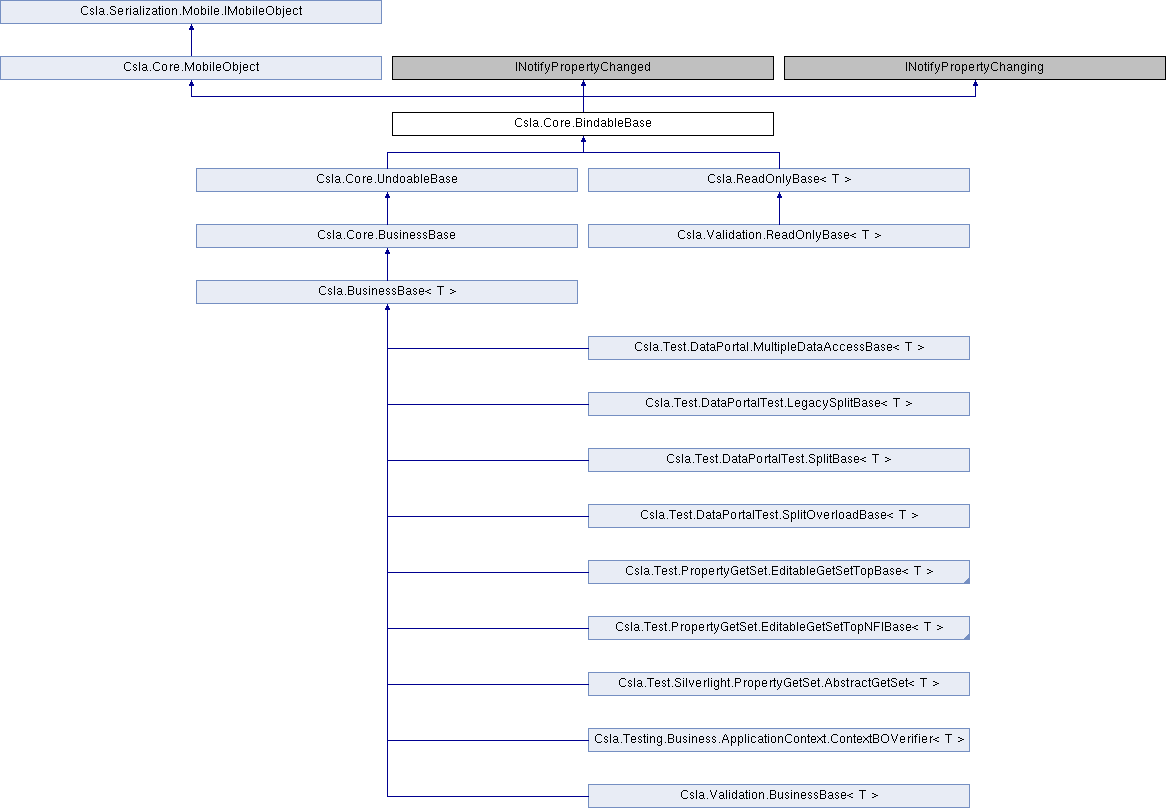 Csla.Serialization.Mobile.IMobileObject
Csla.Core.MobileObject
INotifyPropertyChanged
INotifyPropertyChanging
Csla.Core.BindableBase
Csla.Core.UndoableBase
Csla.ReadOnlyBase< T >
Csla.Core.BusinessBase
Csla.Validation.ReadOnlyBase< T >
Csla.BusinessBase< T >
Csla.Test.DataPortal.MultipleDataAccessBase< T >
Csla.Test.DataPortalTest.LegacySplitBase< T >
Csla.Test.DataPortalTest.SplitBase< T >
Csla.Test.DataPortalTest.SplitOverloadBase< T >
Csla.Test.PropertyGetSet.EditableGetSetTopBase< T >
Csla.Test.PropertyGetSet.EditableGetSetTopNFIBase< T >
Csla.Test.Silverlight.PropertyGetSet.AbstractGetSet< T >
Csla.Testing.Business.ApplicationContext.ContextBOVerifier< T >
Csla.Validation.BusinessBase< T >